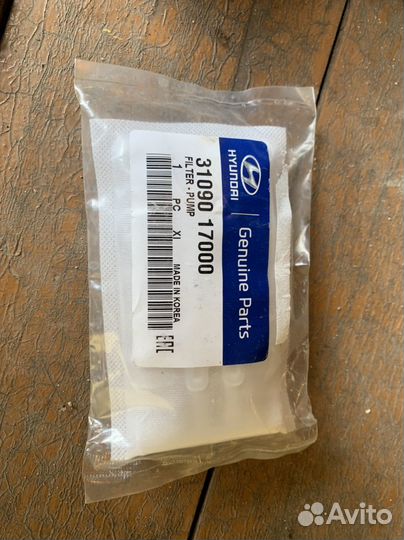 HYUNDAI
Genuine Parts
31090 17000
FILTER - PUMP
1 PC XI MADE IN KOREA
EAC
Avito